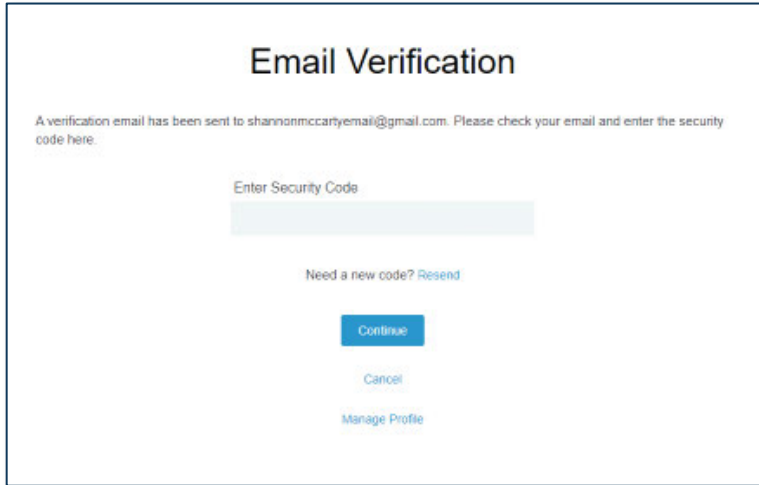 Email Verification
A verification email has been sent to shannonmccartyemail@gmail.com. Please check your email and enter the security
code here.
Enter Security Code
Need a new code? Resend
Continue
Cancel
Manage Profile